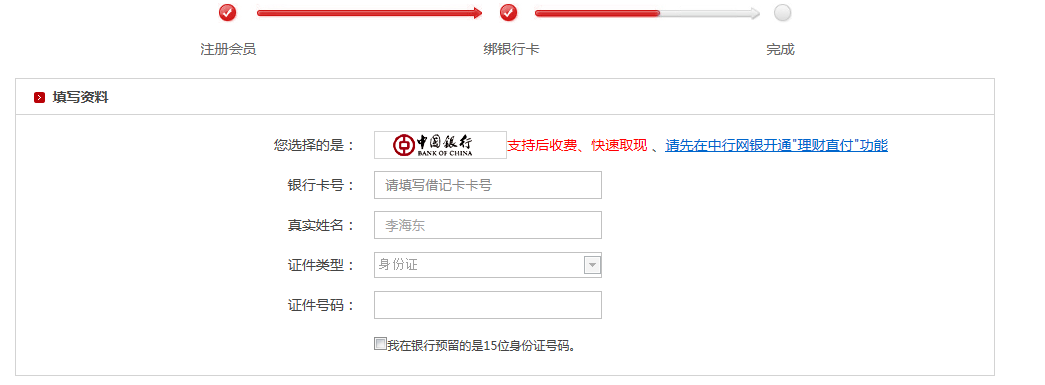 注册会员 绑银行卡 完成
填写资料
您选择的是： 中国银行 BANK OF CHINA 支持后收费、快速取现 、请先在中行网银开通"理财直付"功能
银行卡号： 请填写借记卡卡号
真实姓名： 李海东
证件类型： 身份证
证件号码：
我在银行预留的是15位身份证号码。